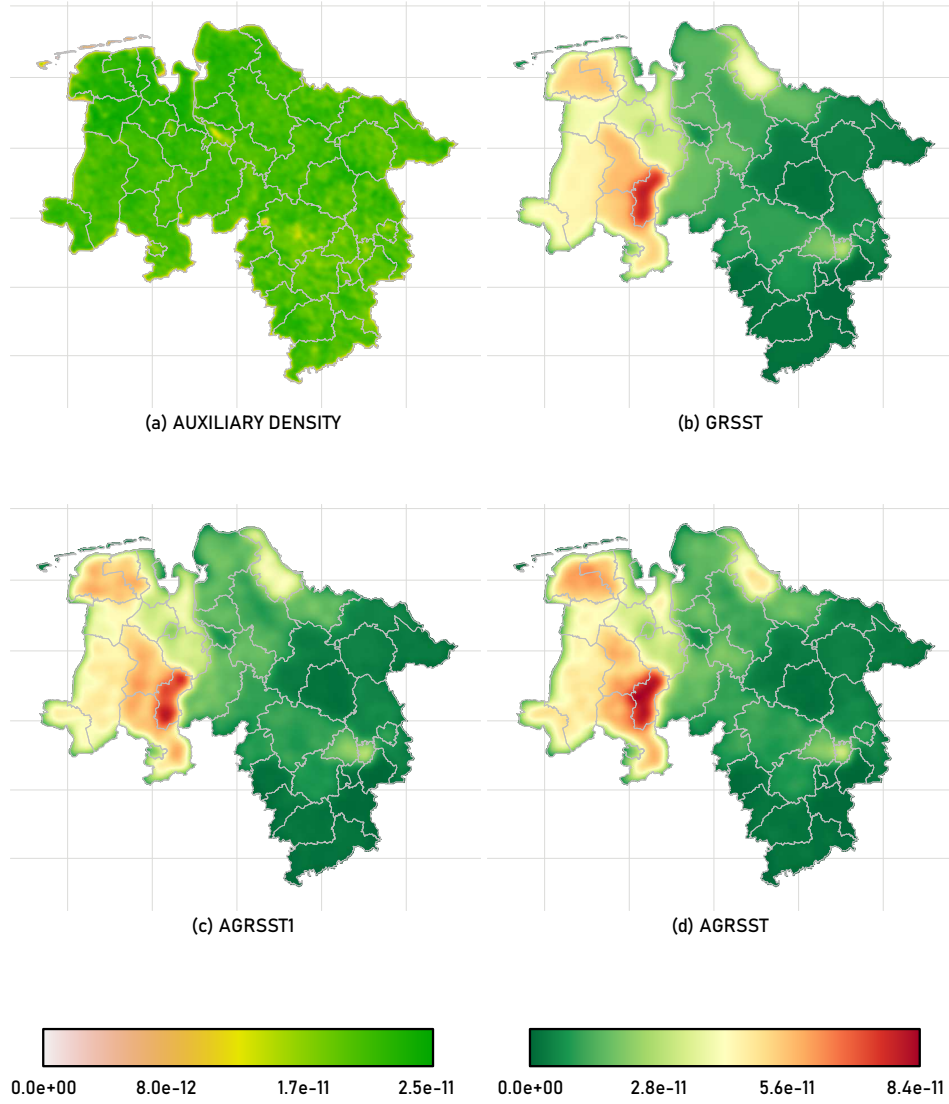 (a) AUXILIARY DENSITY
(b) GRSST
(c) AGRSST1
(d) AGRSST
0.0e+00 8.0e-12 1.7e-11 2.5e-11
0.0e+00 2.8e-11 5.6e-11 8.4e-11